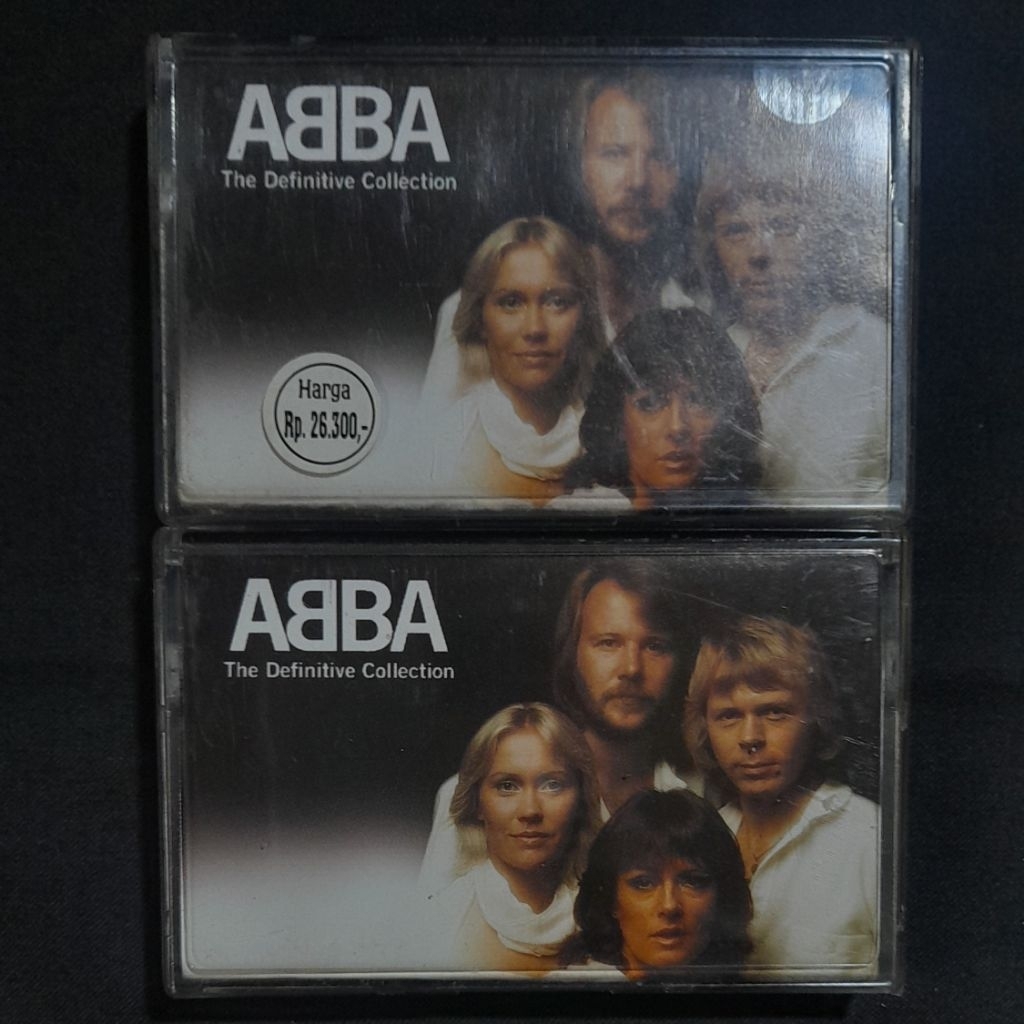 ABBA
The Definitive Collection
Harga
Rp. 26.300,-
ABBA
The Definitive Collection